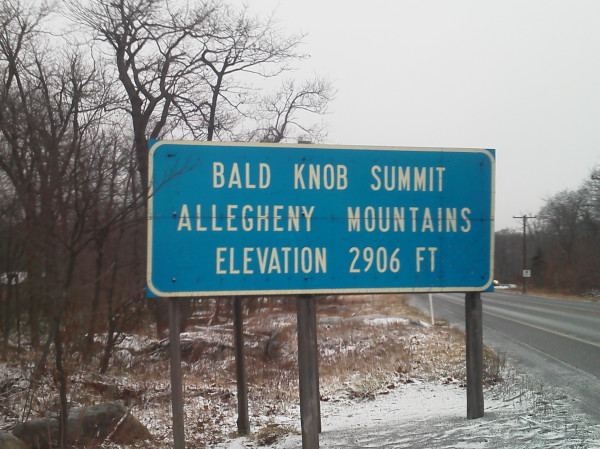 BALD KNOB SUMMIT
ALLEGHENY MOUNTAINS
ELEVATION 2906 FT